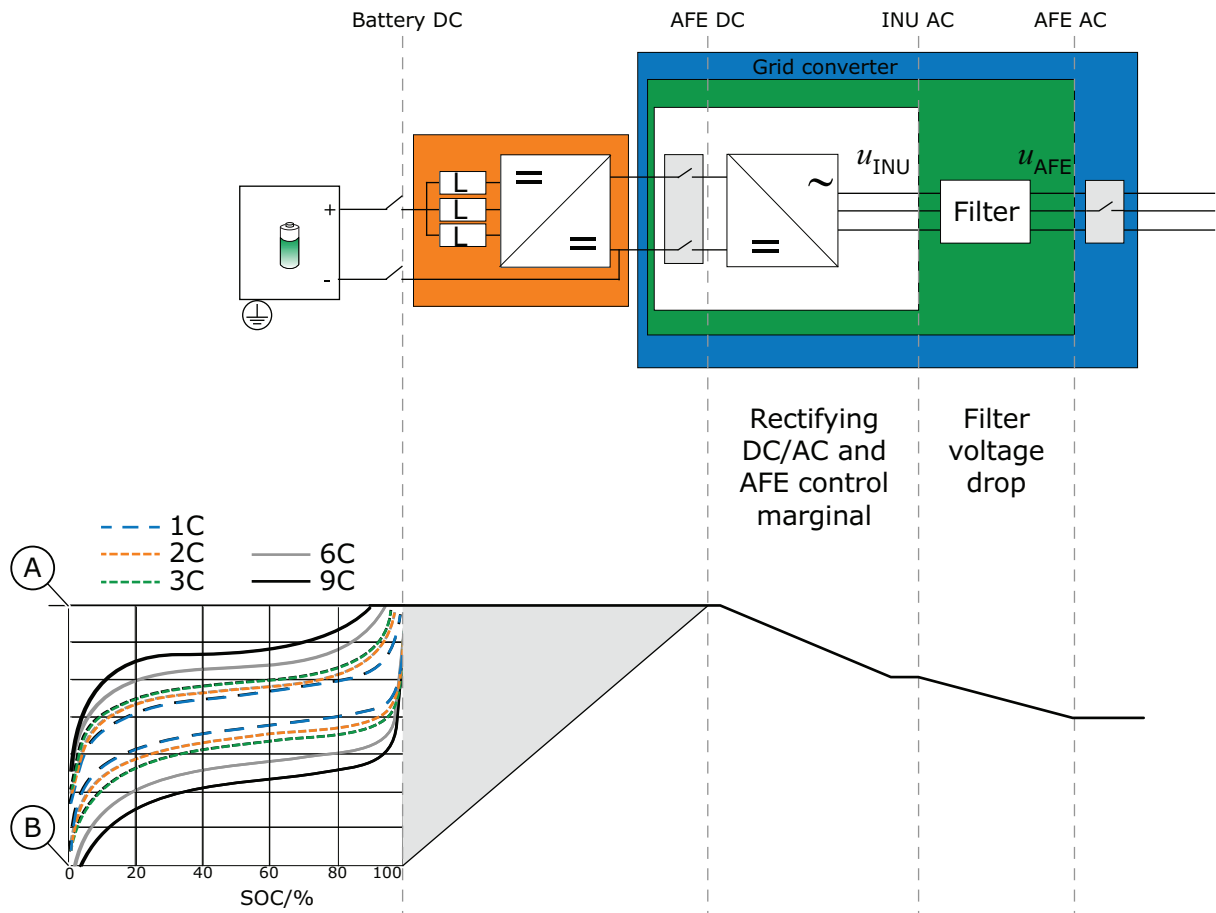 Battery DC
AFE DC
INU AC
AFE AC
Grid converter
L
L
L
+
-
=
=
~
=
uINU
Filter
uAFE
Rectifying
DC/AC and
AFE control
marginal
Filter
voltage
drop
1C
2C
3C
6C
9C
A
B
0
20
40
60
80
100
SOC/%